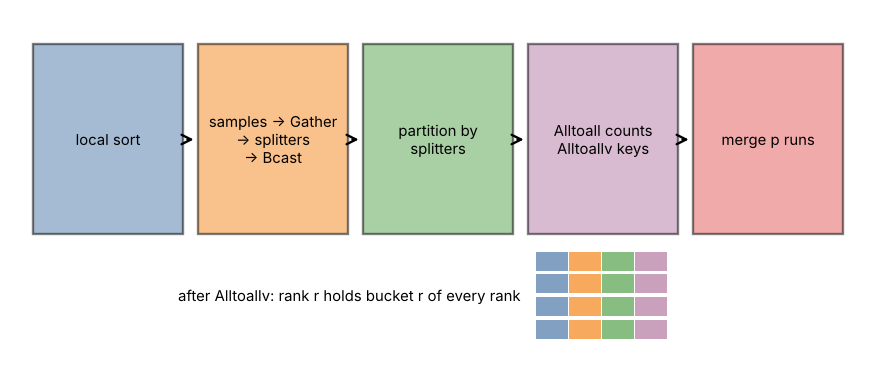 local sort
samples → Gather
→ splitters
→ Bcast
partition by
splitters
Alltoall counts
Alltoallv keys
merge p runs
after Alltoallv: rank r holds bucket r of every rank